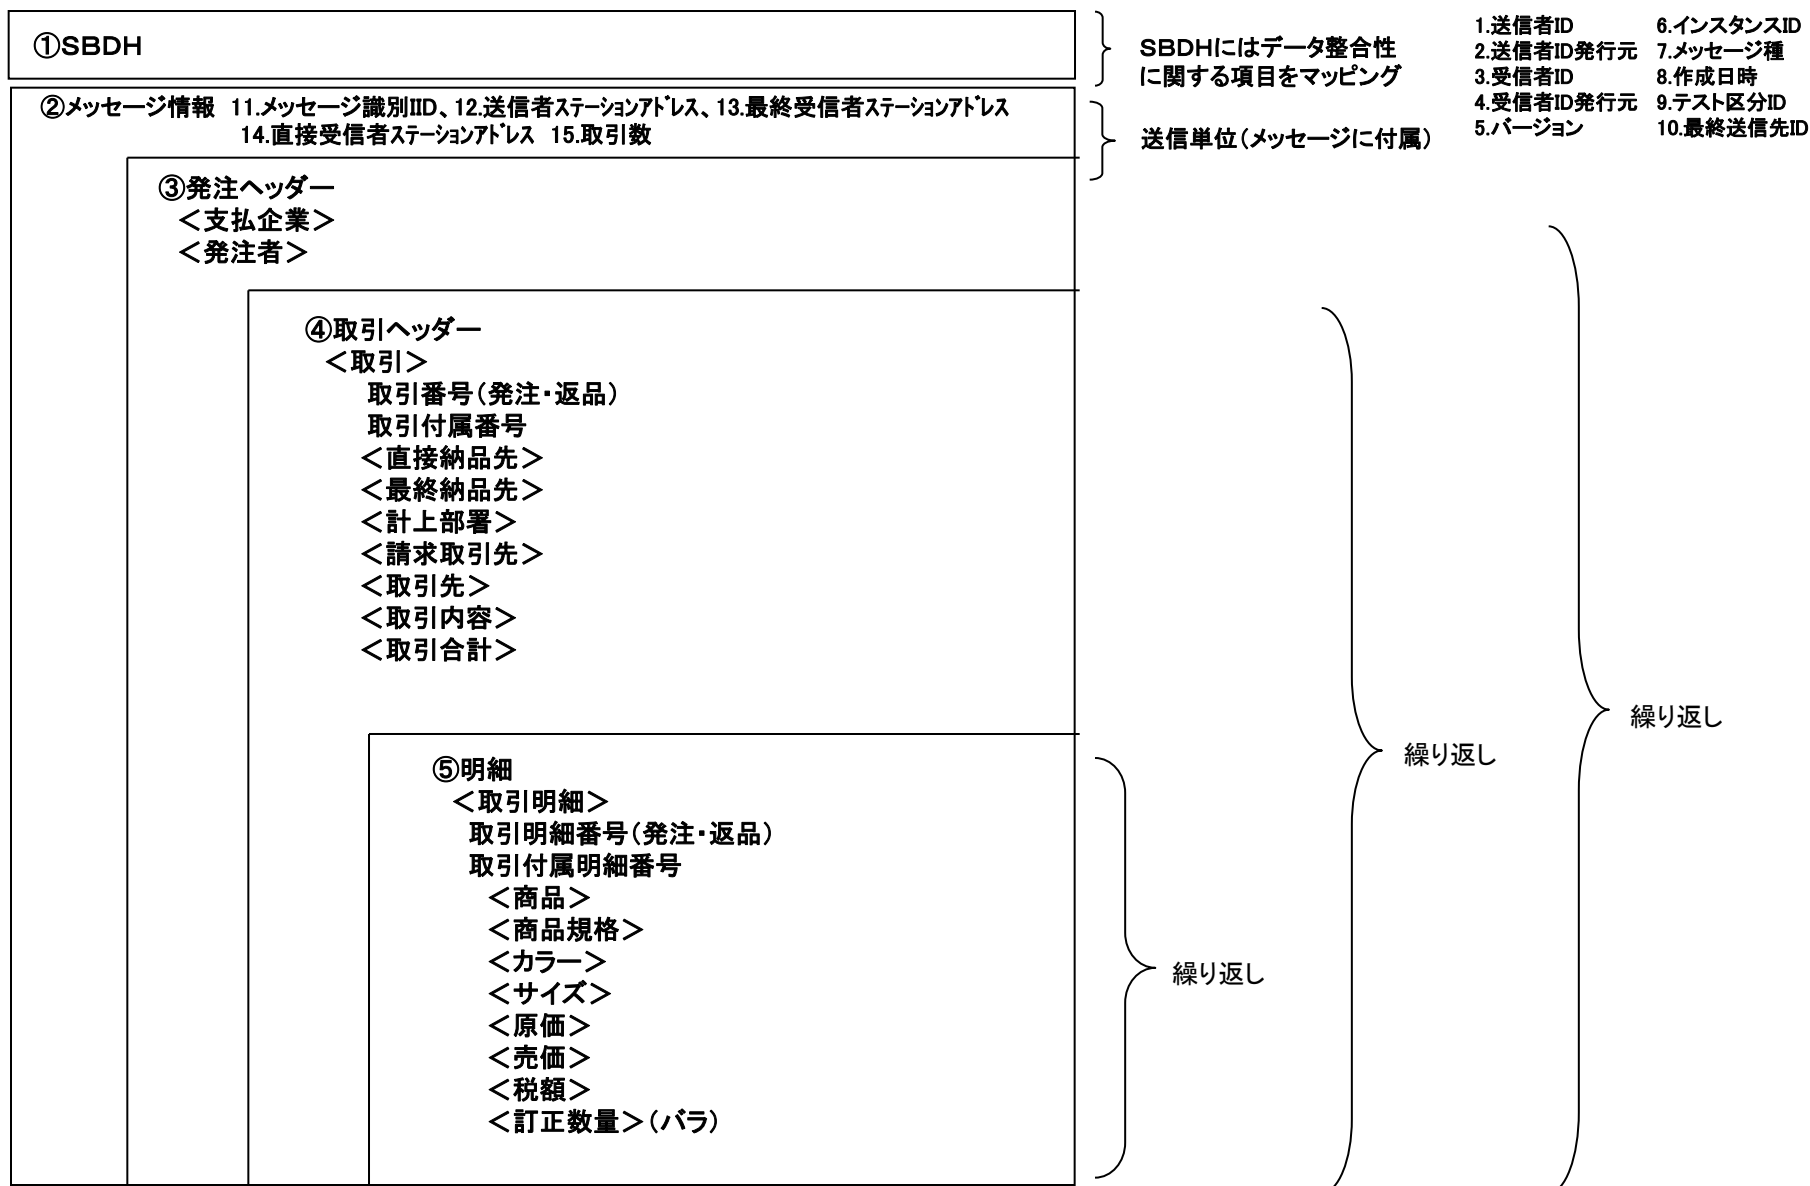 ①SBDH
SBDHにはデータ整合性
に関する項目をマッピング
1.送信者ID 6.インスタンスID
2.送信者ID発行元 7.メッセージ種
3.受信者ID 8.作成日時
4.受信者ID発行元 9.テスト区分ID
5.バージョン 10.最終送信先ID
②メッセージ情報 11.メッセージ識別IID、12.送信者ステーションアドレス、13.最終受信者ステーションアドレス
14.直接受信者ステーションアドレス 15.取引数
送信単位(メッセージに付属)
③発注ヘッダー
<支払企業>
<発注者>
④取引ヘッダー
<取引>
取引番号(発注・返品)
取引付属番号
<直接納品先>
<最終納品先>
<計上部署>
<請求取引先>
<取引先>
<取引内容>
<取引合計>
⑤明細
<取引明細>
取引明細番号(発注・返品)
取引付属明細番号
<商品>
<商品規格>
<カラー>
<サイズ>
<原価>
<売価>
<税額>
<訂正数量>(バラ)
繰り返し
繰り返し
繰り返し